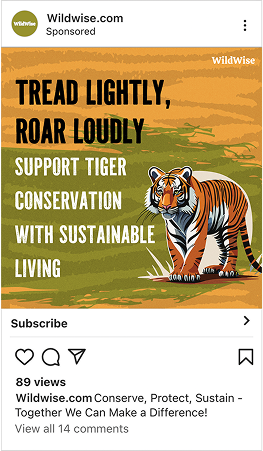 WildWise
Wildwise.com
Sponsored
WildWise
TREAD LIGHTLY,
ROAR LOUDLY
SUPPORT TIGER
CONSERVATION
WITH SUSTAINABLE
LIVING
Subscribe
89 views
Wildwise.com Conserve, Protect, Sustain -
Together We Can Make a Difference!
View all 14 comments